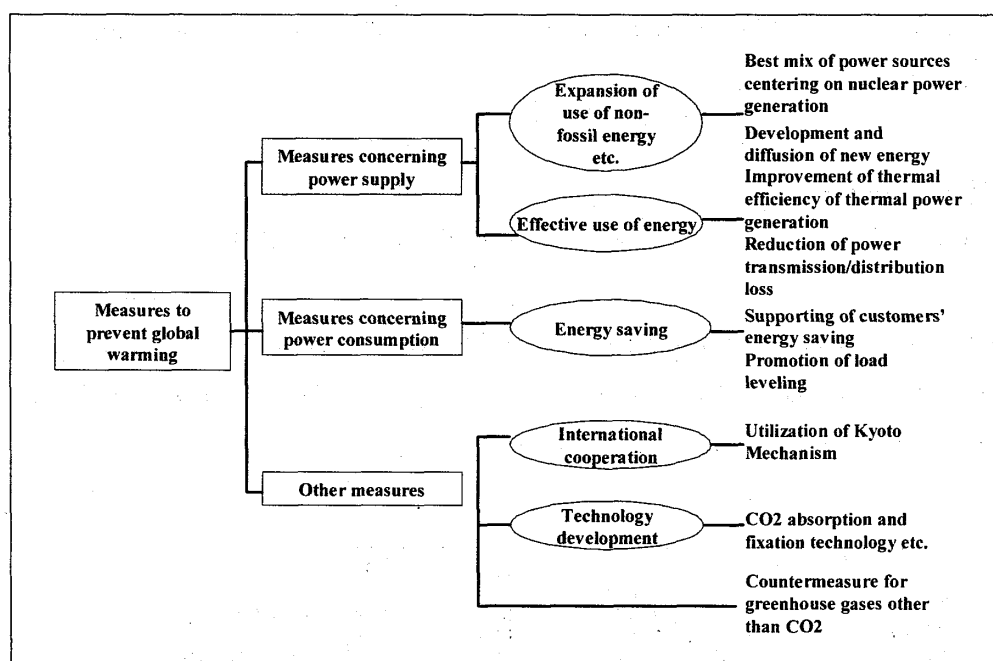 Measures to
prevent global
warming
Measures concerning
power supply
Expansion of
use of non-
fossil energy
etc.
Best mix of power sources
centering on nuclear power
generation
Development and
diffusion of new energy
Effective use of energy
Improvement of thermal
efficiency of thermal power
generation
Reduction of power
transmission/distribution
loss
Measures concerning
power consumption
Energy saving
Supporting of customers’
energy saving
Promotion of load
leveling
Other measures
International
cooperation
Utilization of Kyoto
Mechanism
Technology
development
CO2 absorption and
fixation technology etc.
Countermeasure for
greenhouse gases other
than CO2